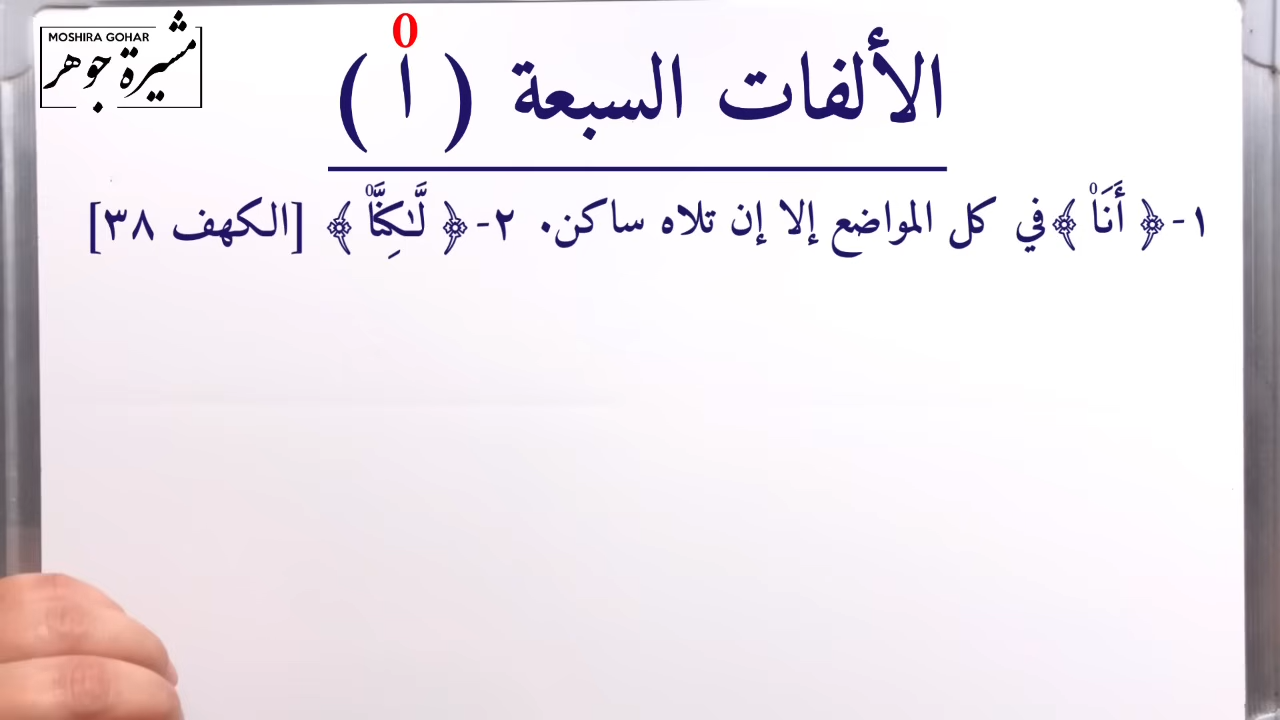 MOSHIRA GOHAR
مشيرة جوهر
الألفات السبعة ( ا۠ )
١- ﴿ أَنَا۠ ﴾ في كل المواضع إلا إن تلاه ساكن. ٢- ﴿ لَّـٰكِنَّا۠ ﴾ [الكهف ٣٨]